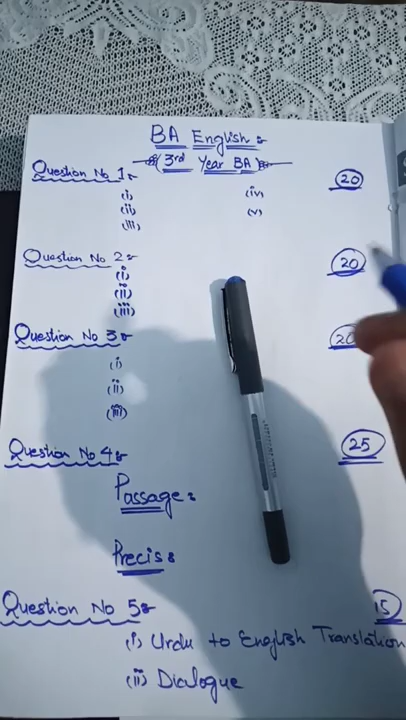 BA English:
(3rd Year BA)
Question No 1:
20
(i) (iv)
(ii) (v)
(iii)
Question No 2:
20
(i)
(ii)
(iii)
Question No 3:
20
(i)
(ii)
(iii)
Question No 4:
25
Passage:
Precis:
Question No 5:
15
(i) Urdu to English Translation
(ii) Dialogue